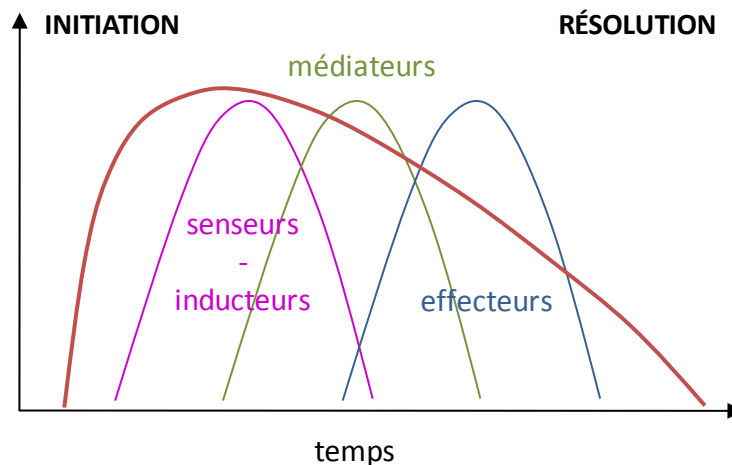 INITIATION
RÉSOLUTION
médiateurs
senseurs
-
inducteurs
effecteurs
temps